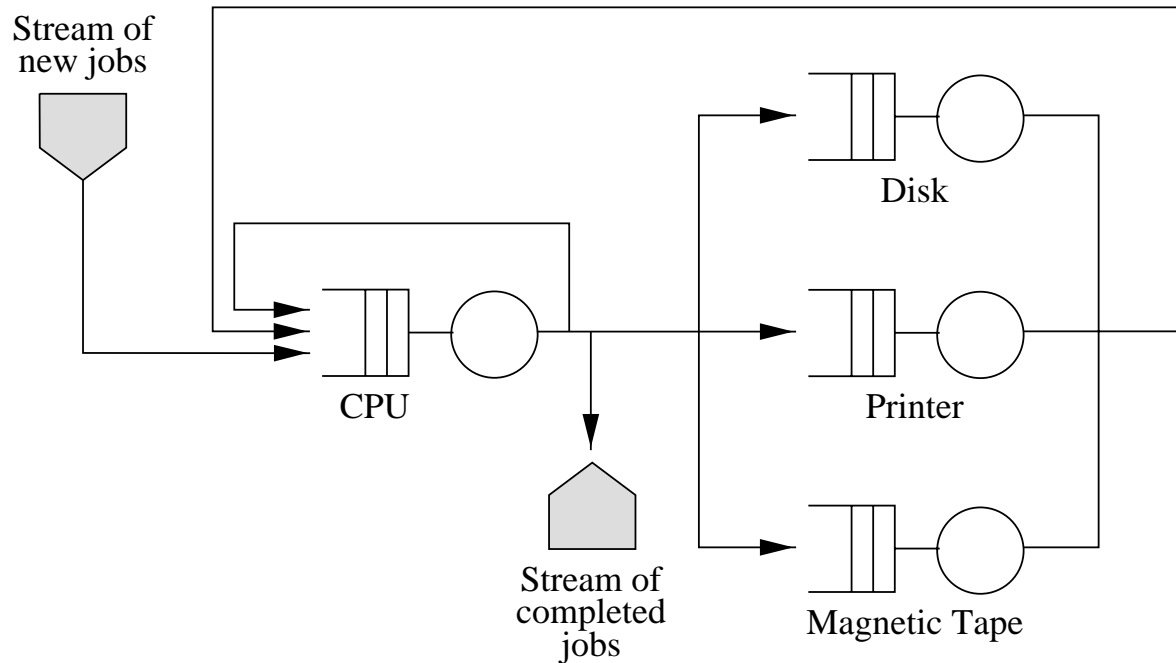 Stream of
new jobs
Disk
CPU
Printer
Stream of
completed
jobs
Magnetic Tape